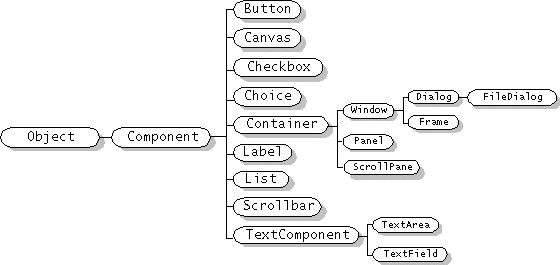 Button
Canvas
Checkbox
Choice
Object
Component
Container
Window
Dialog
FileDialog
Frame
Panel
ScrollPane
Label
List
Scrollbar
TextComponent
TextArea
TextField